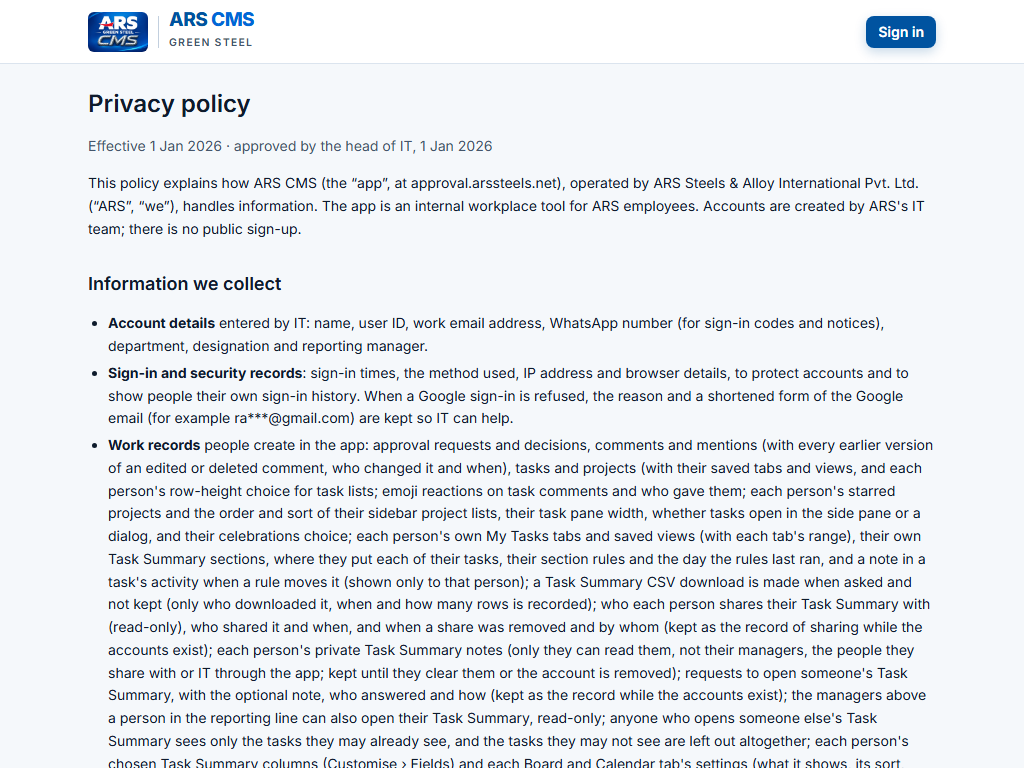 ARS
GREEN STEEL
CMS
ARS CMS
GREEN STEEL
Sign in
Privacy policy
Effective 1 Jan 2026 · approved by the head of IT, 1 Jan 2026
This policy explains how ARS CMS (the “app”, at approval.arssteels.net), operated by ARS Steels & Alloy International Pvt. Ltd.
(“ARS”, “we”), handles information. The app is an internal workplace tool for ARS employees. Accounts are created by ARS's IT
team; there is no public sign-up.
Information we collect
• Account details entered by IT: name, user ID, work email address, WhatsApp number (for sign-in codes and notices),
department, designation and reporting manager.
• Sign-in and security records: sign-in times, the method used, IP address and browser details, to protect accounts and to
show people their own sign-in history. When a Google sign-in is refused, the reason and a shortened form of the Google
email (for example ra***@gmail.com) are kept so IT can help.
• Work records people create in the app: approval requests and decisions, comments and mentions (with every earlier version
of an edited or deleted comment, who changed it and when), tasks and projects (with their saved tabs and views, and each
person's row-height choice for task lists; emoji reactions on task comments and who gave them; each person's starred
projects and the order and sort of their sidebar project lists, their task pane width, whether tasks open in the side pane or a
dialog, and their celebrations choice; each person's own My Tasks tabs and saved views (with each tab's range), their own
Task Summary sections, where they put each of their tasks, their section rules and the day the rules last ran, and a note in a
task's activity when a rule moves it (shown only to that person); a Task Summary CSV download is made when asked and
not kept (only who downloaded it, when and how many rows is recorded); who each person shares their Task Summary with
(read-only), who shared it and when, and when a share was removed and by whom (kept as the record of sharing while the
accounts exist); each person's private Task Summary notes (only they can read them, not their managers, the people they
share with or IT through the app; kept until they clear them or the account is removed); requests to open someone's Task
Summary, with the optional note, who answered and how (kept as the record while the accounts exist); the managers above
a person in the reporting line can also open their Task Summary, read-only; anyone who opens someone else's Task
Summary sees only the tasks they may already see, and the tasks they may not see are left out altogether; each person's
chosen Task Summary columns (Customise › Fields) and each Board and Calendar tab's settings (what it shows, its sort